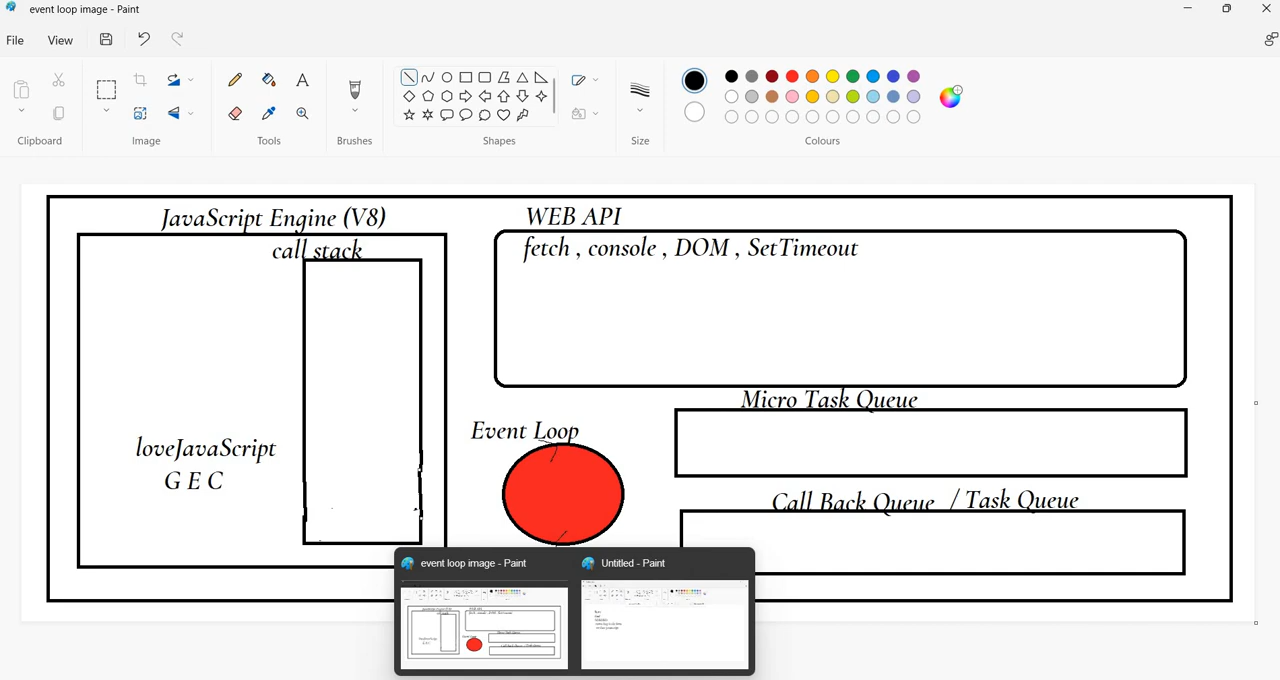 event loop image - Paint
File View
Clipboard
Image
Tools
Brushes
Shapes
Size
Colours
JavaScript Engine (V8)
call stack
loveJavaScript
G E C
WEB API
fetch , console , DOM , SetTimeout
Event Loop
Micro Task Queue
Call Back Queue / Task Queue
event loop image - Paint
Untitled - Paint